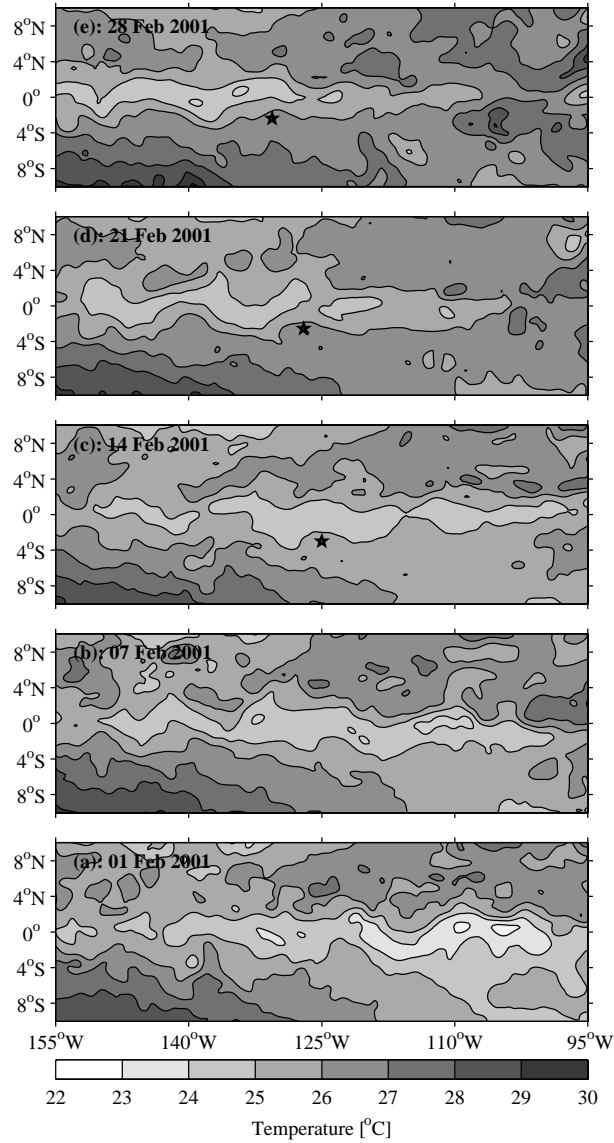 8°N
4°N
0°
4°S
8°S
(e): 28 Feb 2001
8°N
4°N
0°
4°S
8°S
(d): 21 Feb 2001
8°N
4°N
0°
4°S
8°S
(c): 14 Feb 2001
8°N
4°N
0°
4°S
8°S
(b): 07 Feb 2001
8°N
4°N
0°
4°S
8°S
(a): 01 Feb 2001
155°W 140°W 125°W 110°W 95°W
22 23 24 25 26 27 28 29 30
Temperature [°C]